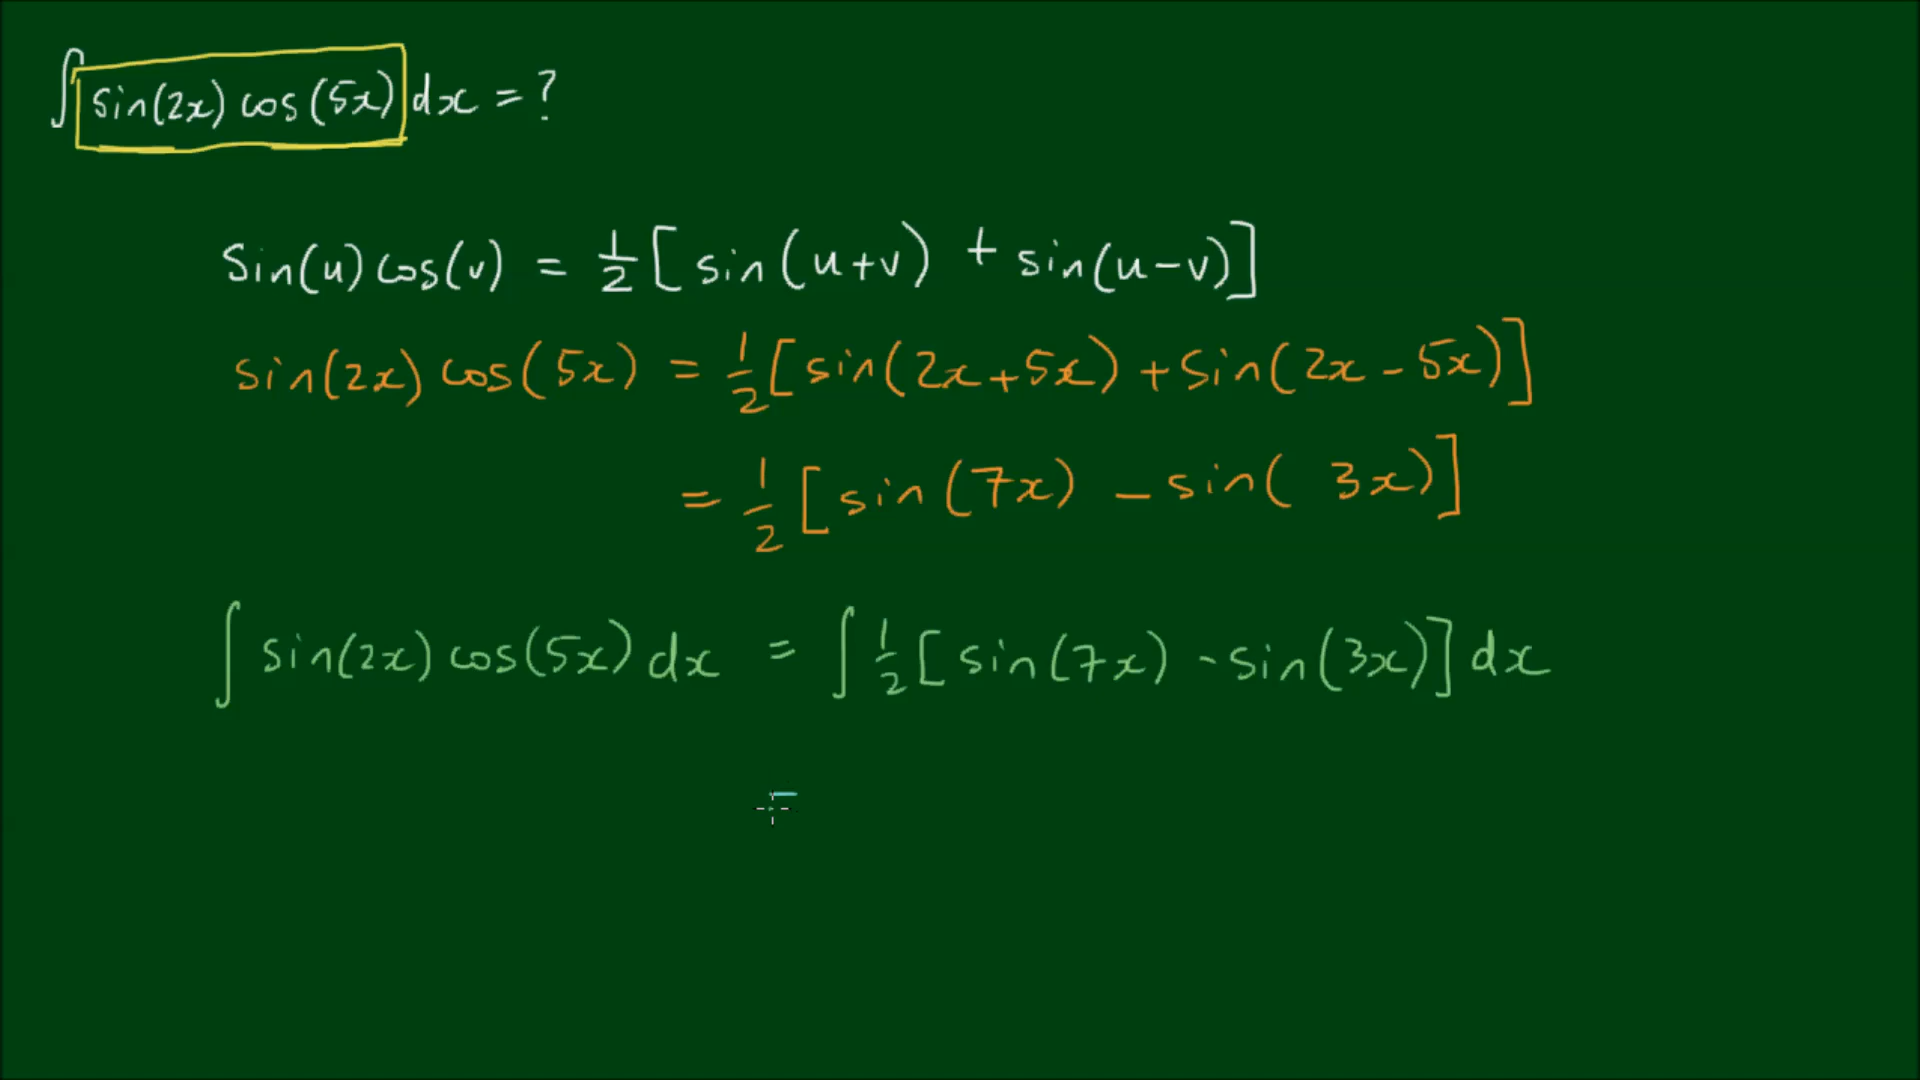 ∫ sin(2x) cos(5x) dx = ?
Sin(u) cos(v) = 1/2 [ sin(u+v) + sin(u-v)]
sin(2x) cos(5x) = 1/2 [ sin(2x+5x) + sin(2x-5x)]
= 1/2 [ sin(7x) - sin( 3x)]
∫ sin(2x) cos(5x) dx = ∫ 1/2 [ sin(7x) - sin(3x)] dx